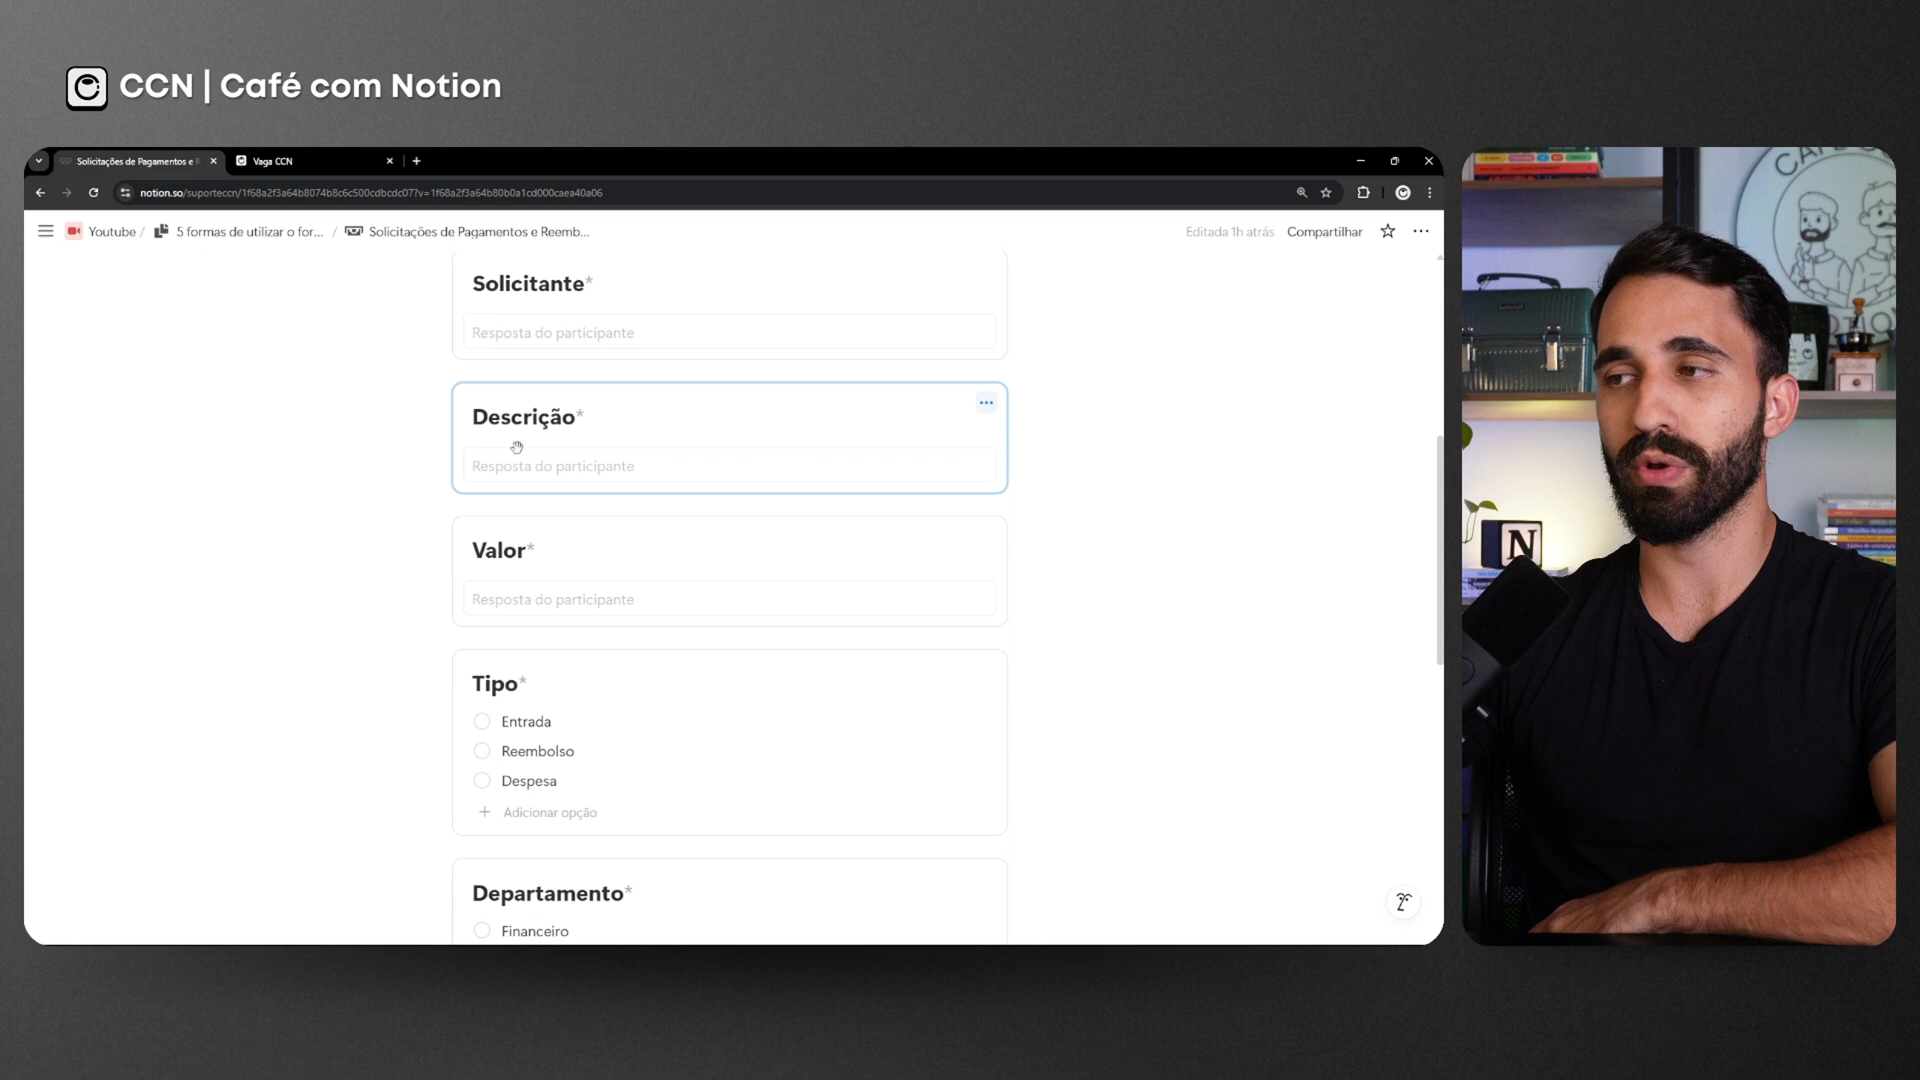 CCN | Café com Notion
Solicitações de Pagamentos e R
Vaga CCN
notion.so/suporteccn/1f68a2f3a64b8074b8c6c500cdbcdc07?v=1f68a2f3a64b80b0a1cd000caea40a06
Youtube / 5 formas de utilizar o for... / Solicitações de Pagamentos e Reemb...
Editada 1h atrás Compartilhar
Solicitante*
Resposta do participante
Descrição*
Resposta do participante
Valor*
Resposta do participante
Tipo*
Entrada
Reembolso
Despesa
+ Adicionar opção
Departamento*
Financeiro
N